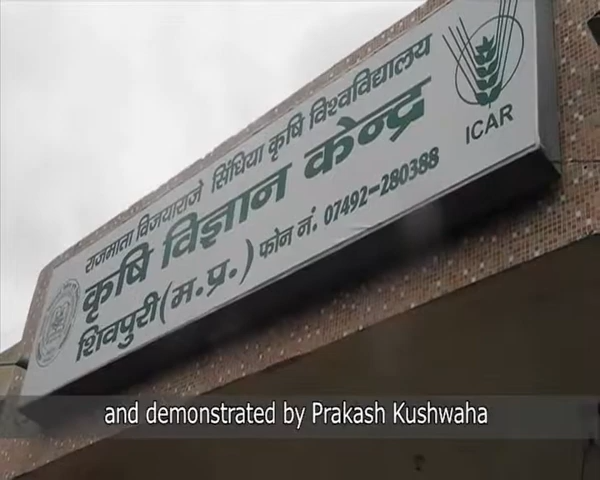 राजमाता विजयाराजे सिंधिया कृषि विश्वविद्यालय
कृषि विज्ञान केन्द्र
शिवपुरी (म.प्र.) फोन नं. 07492-280388
ICAR
and demonstrated by Prakash Kushwaha